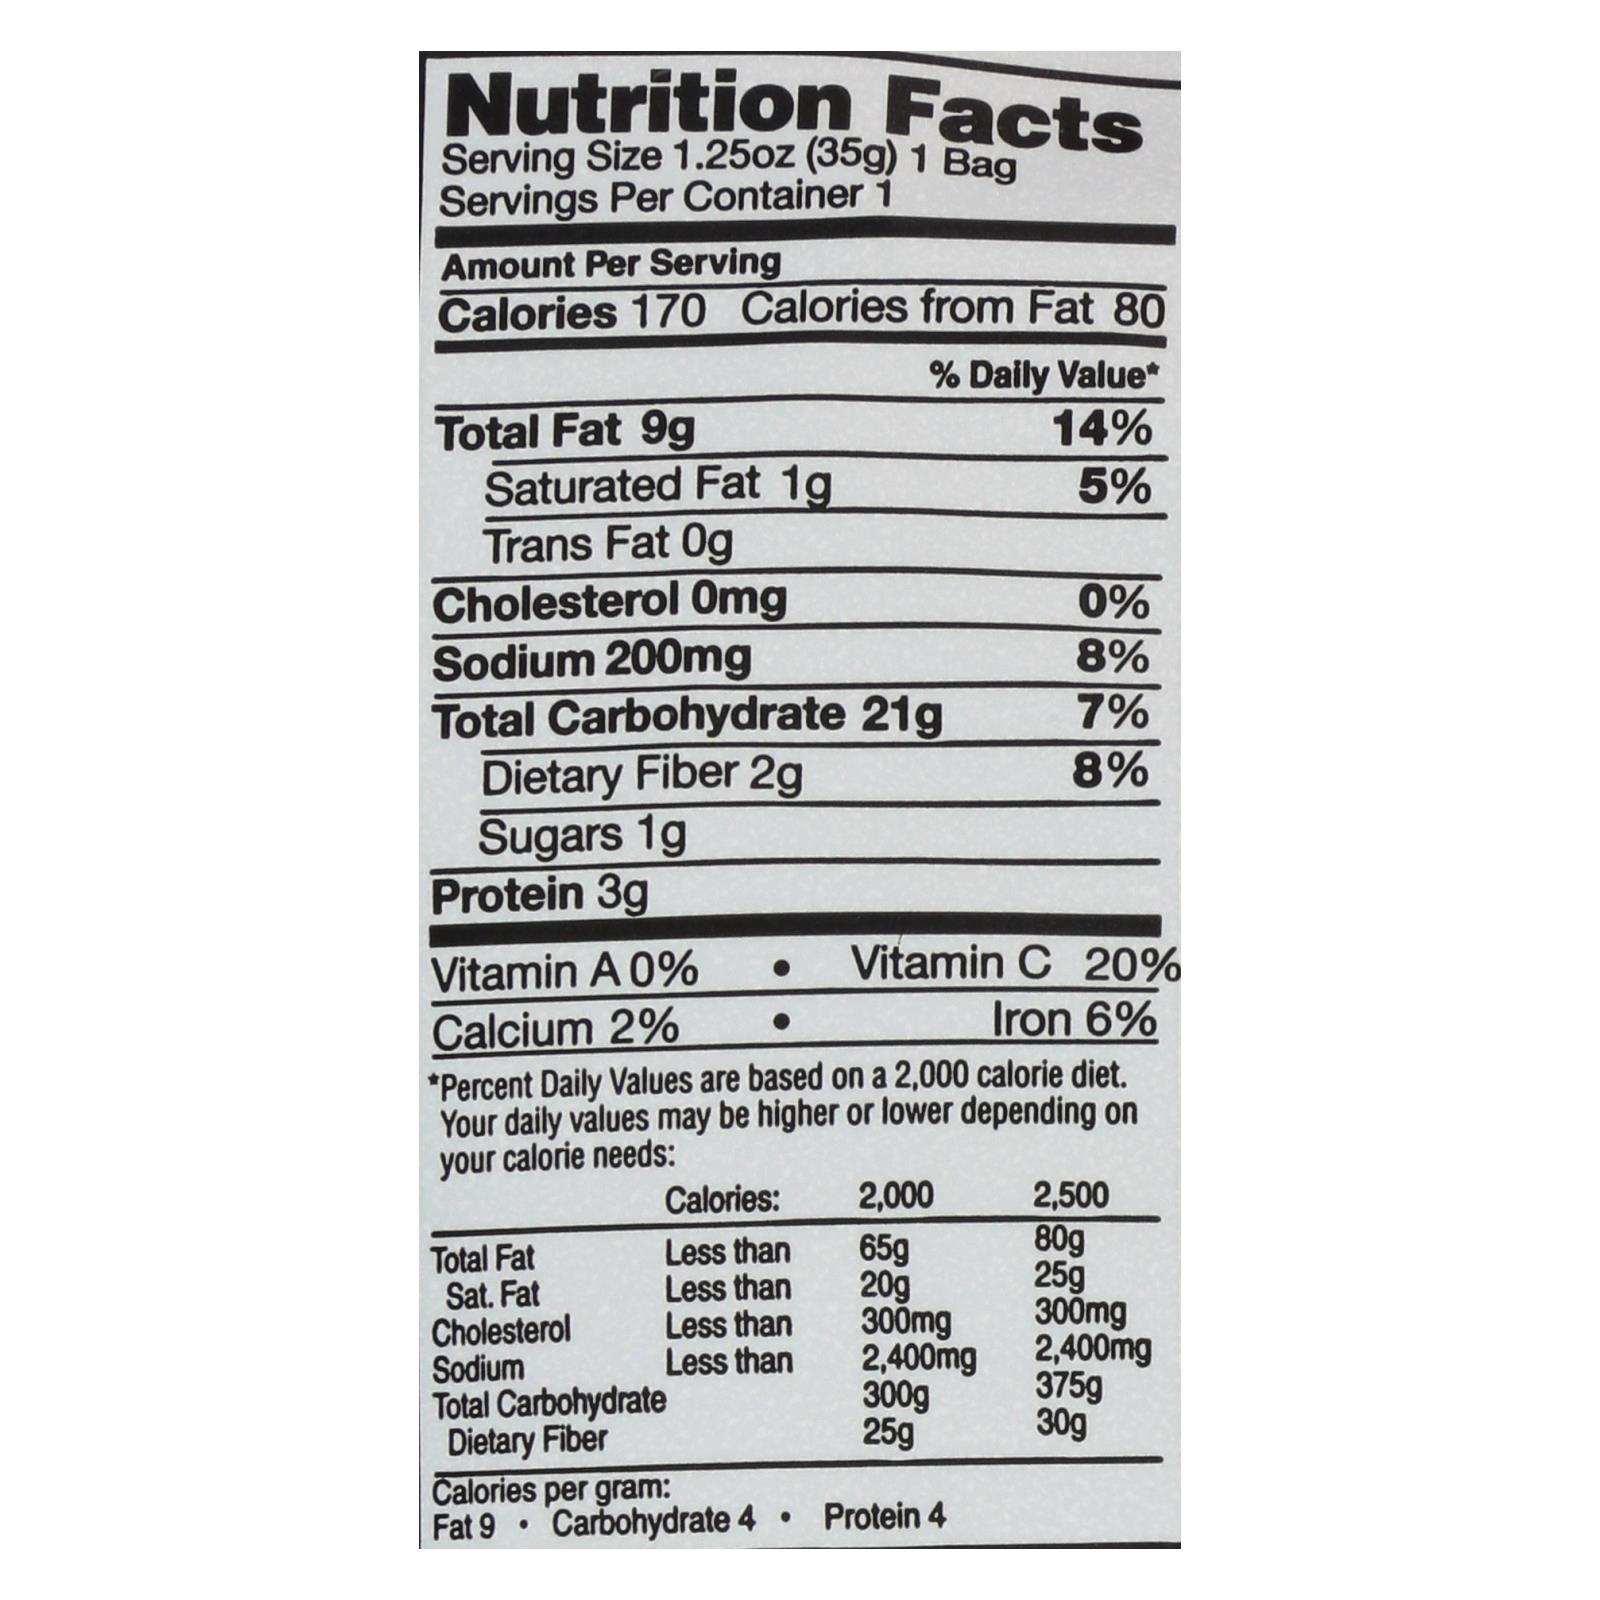 Nutrition Facts
Serving Size 1.25oz (35g) 1 Bag
Servings Per Container 1
Amount Per Serving
Calories 170 Calories from Fat 80
% Daily Value*
Total Fat 9g 14%
Saturated Fat 1g 5%
Trans Fat 0g
Cholesterol 0mg 0%
Sodium 200mg 8%
Total Carbohydrate 21g 7%
Dietary Fiber 2g 8%
Sugars 1g
Protein 3g
Vitamin A 0% • Vitamin C 20%
Calcium 2% • Iron 6%
*Percent Daily Values are based on a 2,000 calorie diet.
Your daily values may be higher or lower depending on
your calorie needs:
Calories: 2,000 2,500
Total Fat Less than 65g 80g
Sat. Fat Less than 20g 25g
Cholesterol Less than 300mg 300mg
Sodium Less than 2,400mg 2,400mg
Total Carbohydrate 300g 375g
Dietary Fiber 25g 30g
Calories per gram:
Fat 9 • Carbohydrate 4 • Protein 4